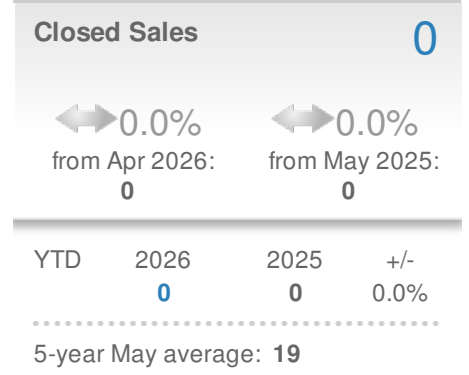 Closed Sales 0
0.0% 0.0%
from Apr 2026: from May 2025:
0 0
YTD 2026 2025 +/-
0 0 0.0%
5-year May average: 19